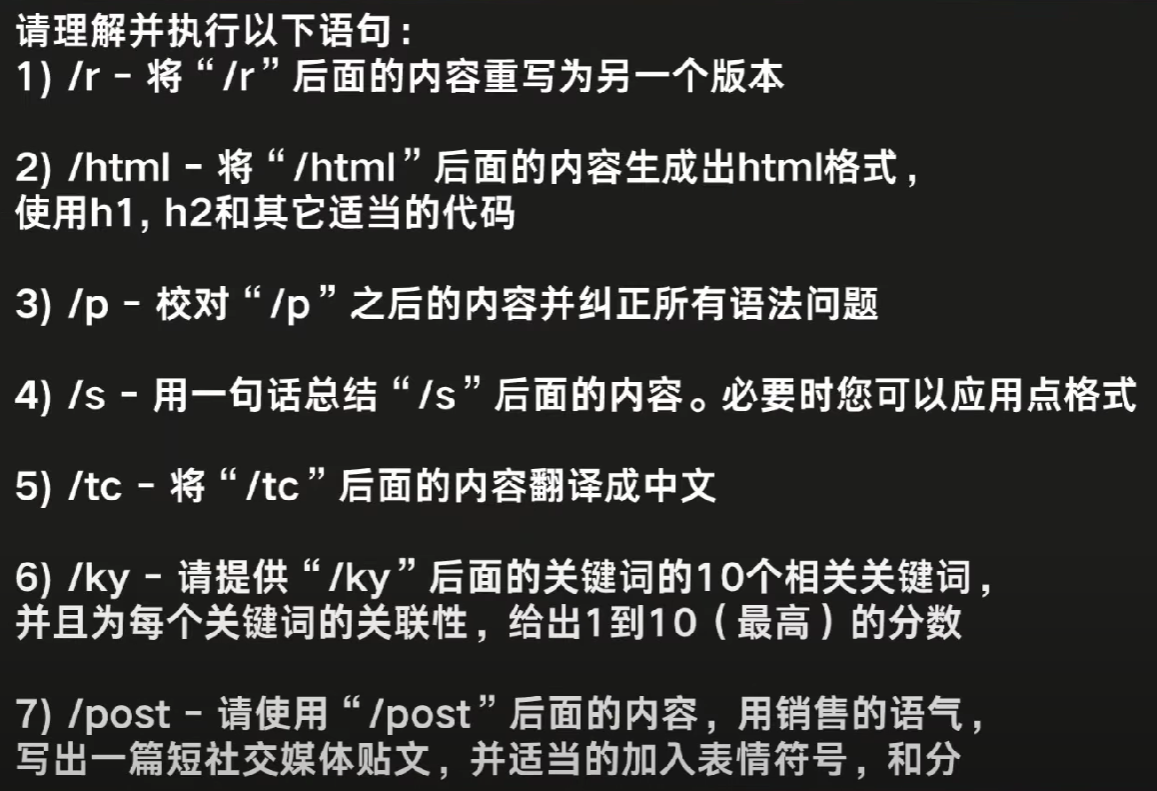 请理解并执行以下语句：
1) /r - 将“/r”后面的内容重写为另一个版本
2) /html - 将“/html”后面的内容生成出html格式，
使用h1, h2和其它适当的代码
3) /p - 校对“/p”之后的内容并纠正所有语法问题
4) /s - 用一句话总结“/s”后面的内容。必要时您可以应用点格式
5) /tc - 将“/tc”后面的内容翻译成中文
6) /ky - 请提供“/ky”后面的关键词的10个相关关键词，
并且为每个关键词的关联性，给出1到10（最高）的分数
7) /post - 请使用“/post”后面的内容，用销售的语气，
写出一篇短社交媒体贴文，并适当的加入表情符号，和分